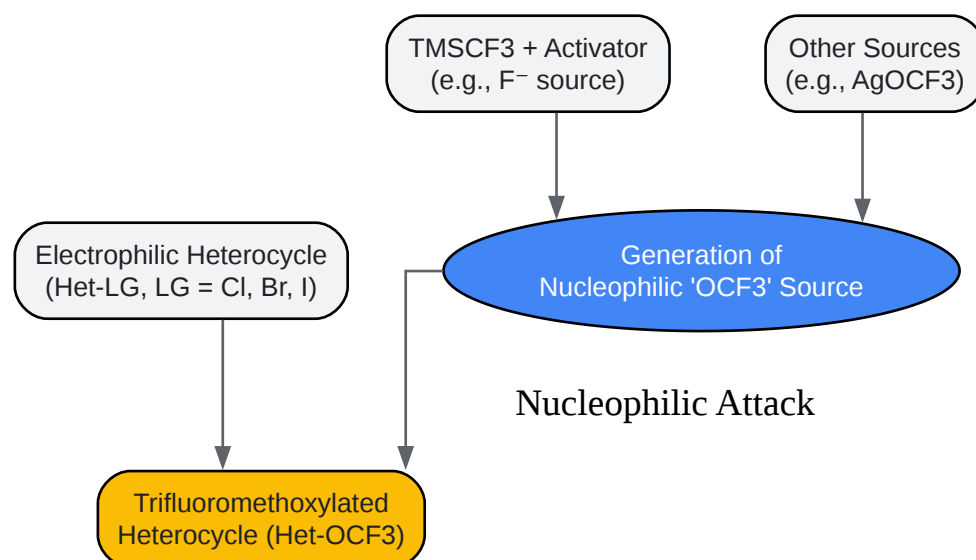 TMSCF3 + Activator
(e.g., F⁻ source)
Other Sources
(e.g., AgOCF3)
Electrophilic Heterocycle
(Het-LG, LG = Cl, Br, I)
Generation of
Nucleophilic 'OCF3' Source
Nucleophilic Attack
Trifluoromethoxylated
Heterocycle (Het-OCF3)